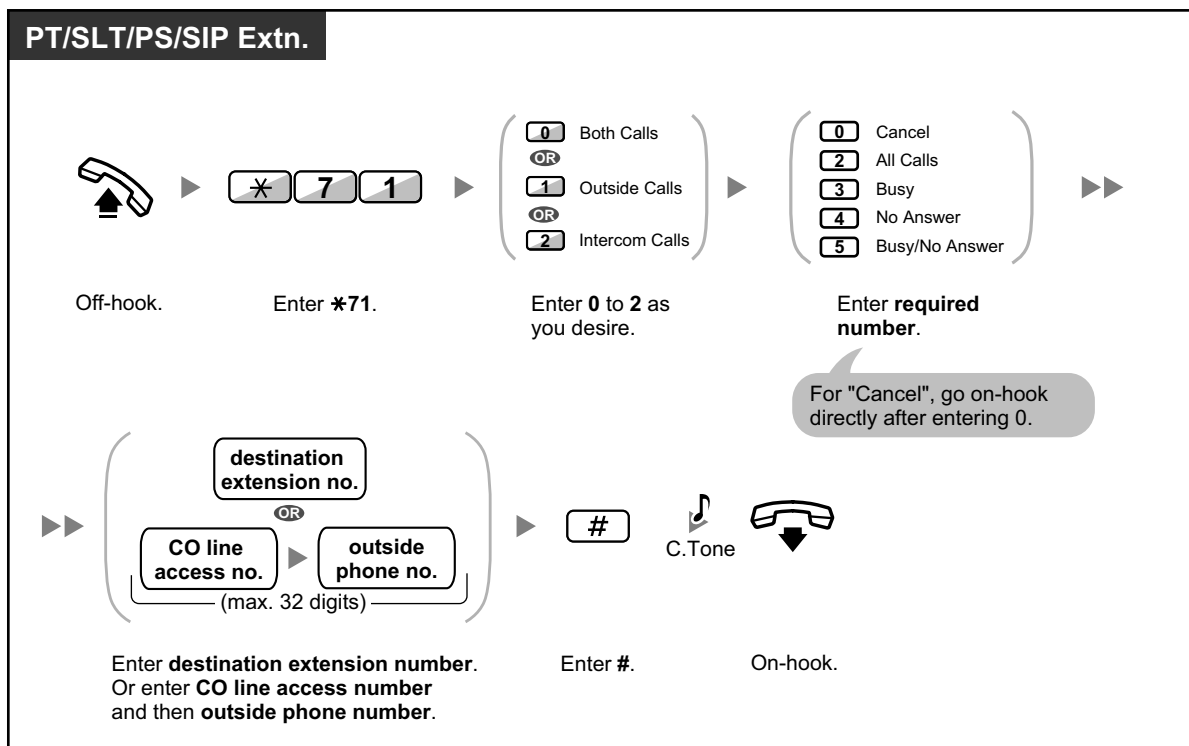 PT/SLT/PS/SIP Extn.
0 Both Calls
OR
1 Outside Calls
OR
2 Intercom Calls
0 Cancel
2 All Calls
3 Busy
4 No Answer
5 Busy/No Answer
* 7 1
Off-hook.
Enter *71.
Enter 0 to 2 as
you desire.
Enter required
number.
For "Cancel", go on-hook
directly after entering 0.
destination
extension no.
OR
CO line
access no.
outside
phone no.
(max. 32 digits)
#
C.Tone
Enter destination extension number.
Or enter CO line access number
and then outside phone number.
Enter #.
On-hook.